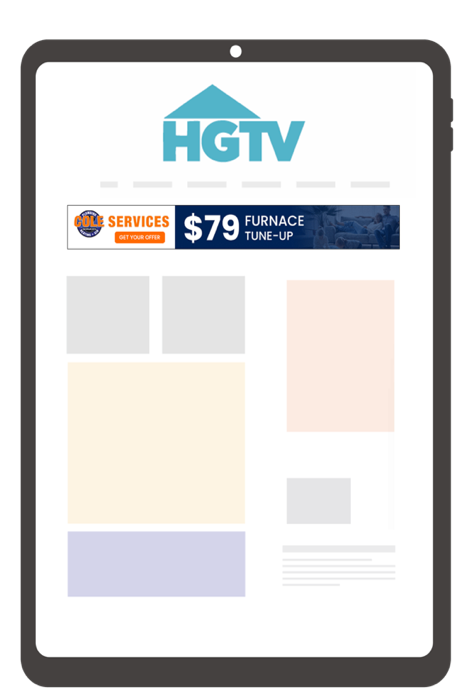 HGTV
COLE SERVICES
GET YOUR OFFER
$79 FURNACE
TUNE-UP